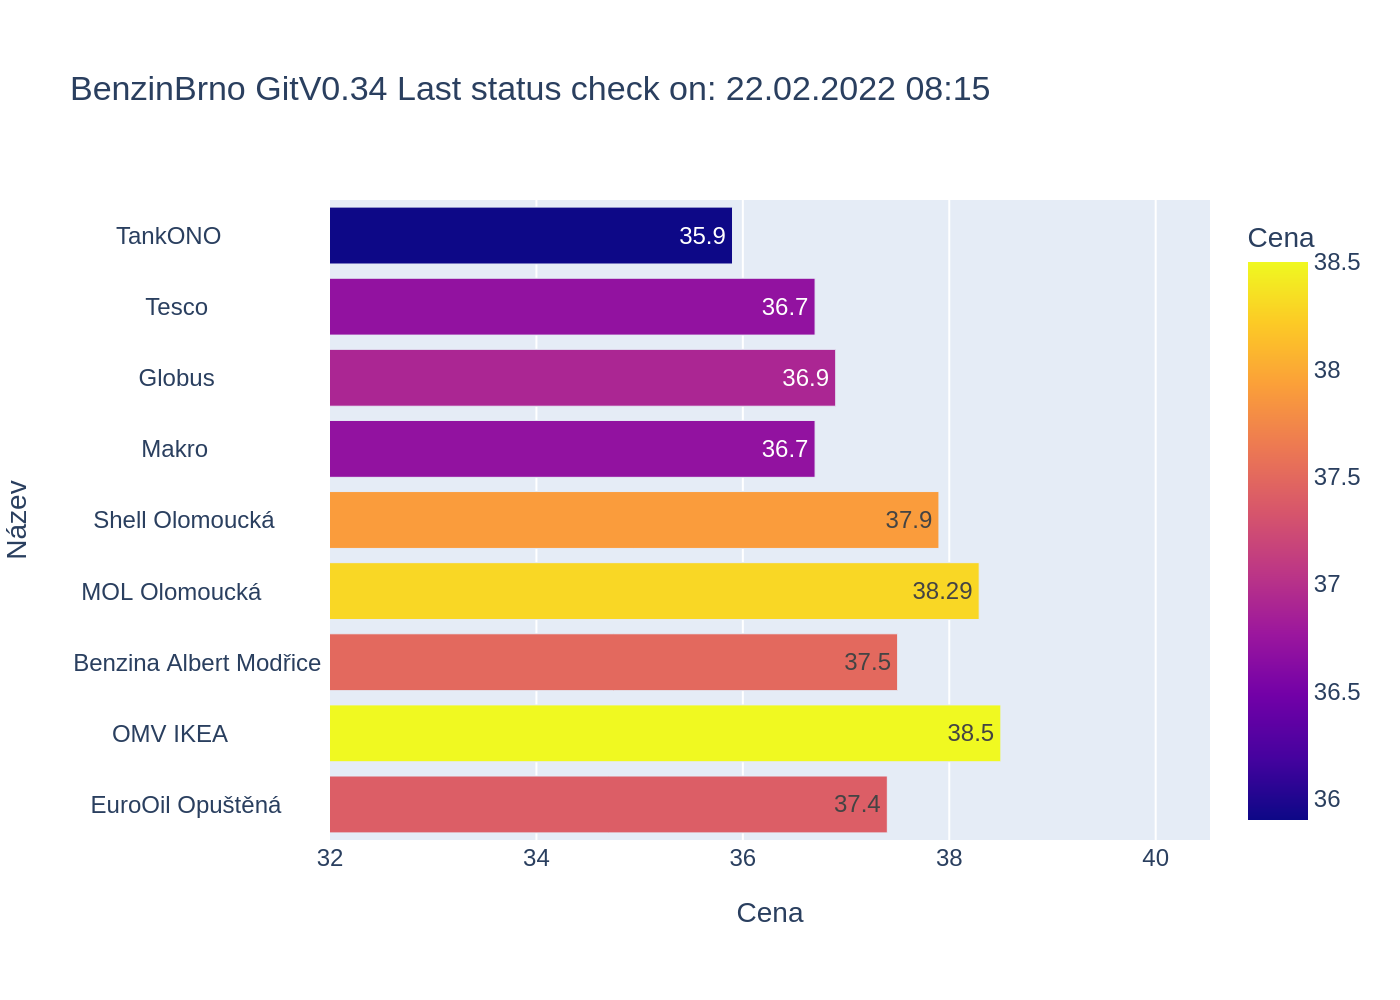 BenzinBrno GitV0.34 Last status check on: 22.02.2022 08:15
TankONO
35.9
Tesco
36.7
Globus
36.9
Makro
36.7
Shell Olomoucká
37.9
MOL Olomoucká
38.29
Benzina Albert Modřice
37.5
OMV IKEA
38.5
EuroOil Opuštěná
37.4
Název
32
34
36
38
40
Cena
Cena
38.5
38
37.5
37
36.5
36